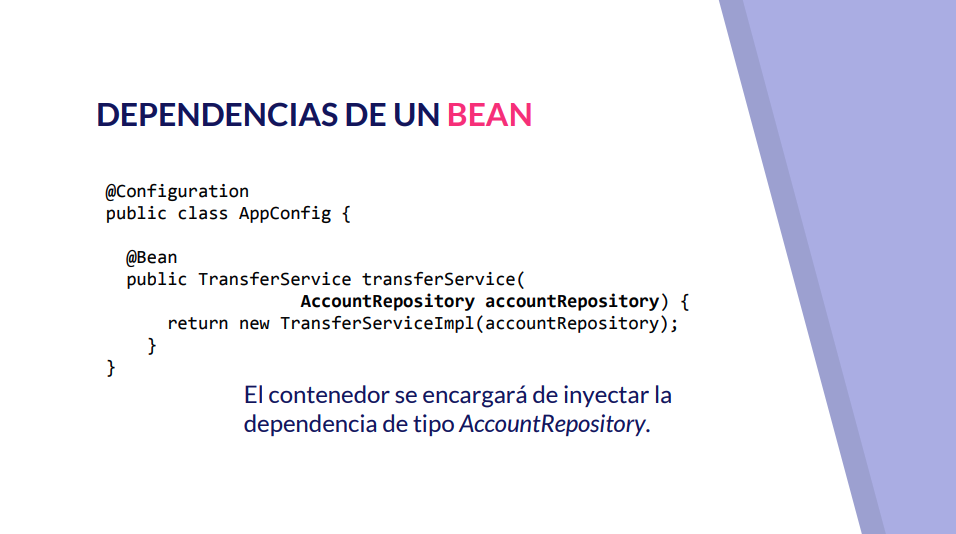 DEPENDENCIAS DE UN BEAN
@Configuration
public class AppConfig {
@Bean
public TransferService transferService(
AccountRepository accountRepository) {
return new TransferServiceImpl(accountRepository);
}
}
El contenedor se encargará de inyectar la
dependencia de tipo AccountRepository.